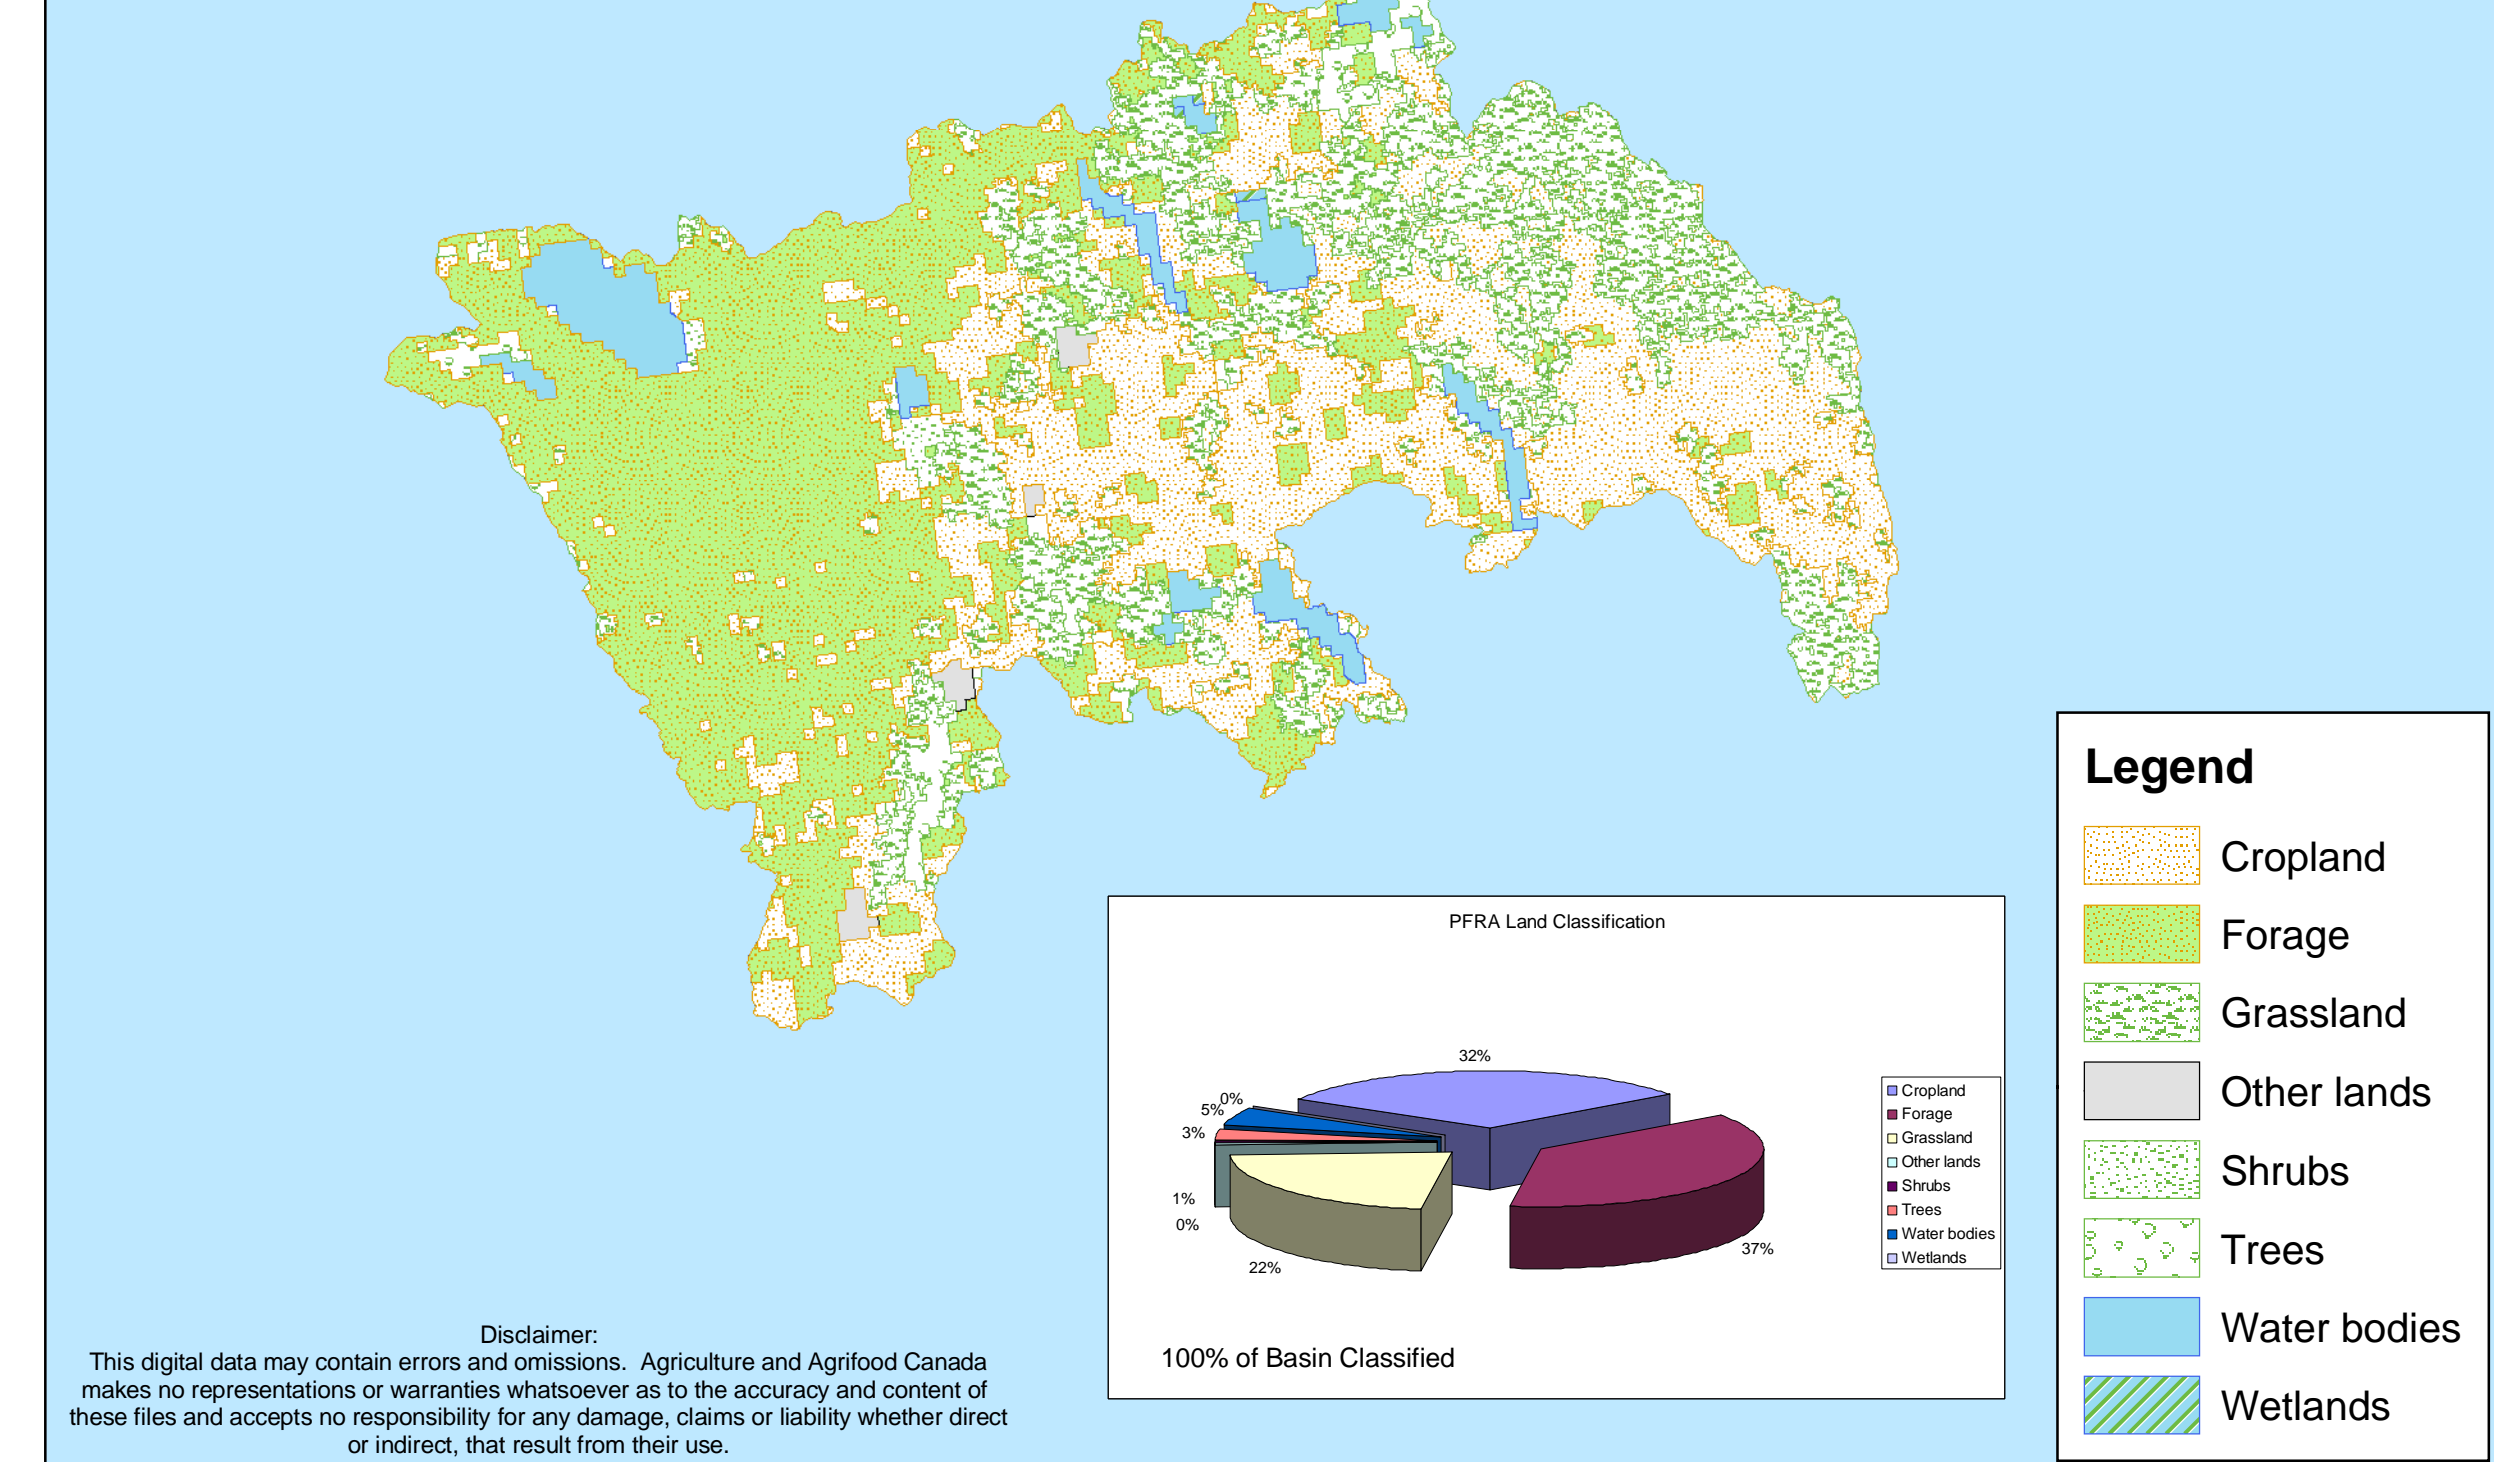 Legend
Cropland
Forage
Grassland
Other lands
Shrubs
Trees
Water bodies
Wetlands
PFRA Land Classification
32%
0%
5%
3%
1%
0%
22%
37%
Cropland
Forage
Grassland
Other lands
Shrubs
Trees
Water bodies
Wetlands
100% of Basin Classified
Disclaimer:
This digital data may contain errors and omissions.  Agriculture and Agrifood Canada
makes no representations or warranties whatsoever as to the accuracy and content of
these files and accepts no responsibility for any damage, claims or liability whether direct
or indirect, that result from their use.